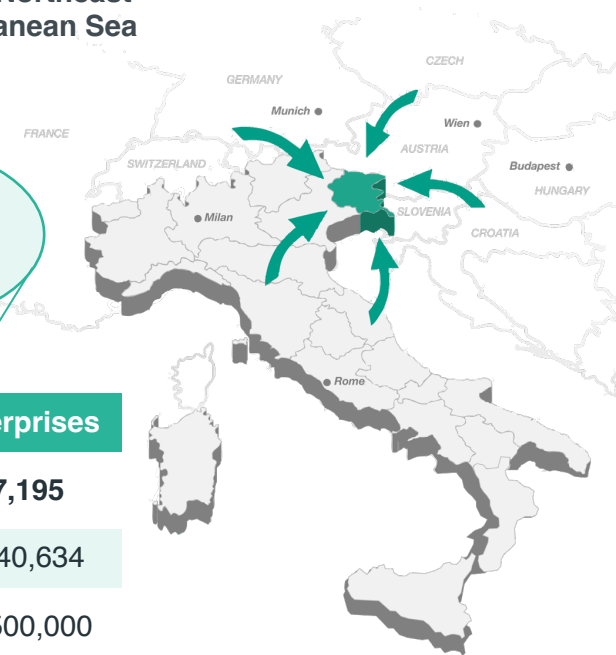 anean Sea
CZECH
GERMANY
Munich
Wien
FRANCE
AUSTRIA
SWITZERLAND
Budapest
HUNGARY
Milan
SLOVENIA
CROATIA
Rome
erprises
7,195
40,634
500,000